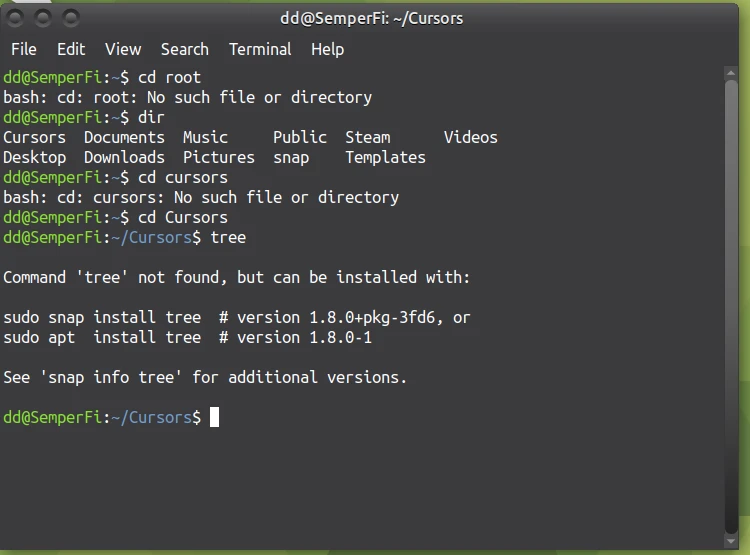 dd@SemperFi: ~/Cursors
File Edit View Search Terminal Help
dd@SemperFi:~$ cd root
bash: cd: root: No such file or directory
dd@SemperFi:~$ dir
Cursors  Documents  Music     Public  Steam      Videos
Desktop  Downloads  Pictures  snap    Templates
dd@SemperFi:~$ cd cursors
bash: cd: cursors: No such file or directory
dd@SemperFi:~$ cd Cursors
dd@SemperFi:~/Cursors$ tree
Command 'tree' not found, but can be installed with:
sudo snap install tree  # version 1.8.0+pkg-3fd6, or
sudo apt  install tree  # version 1.8.0-1
See 'snap info tree' for additional versions.
dd@SemperFi:~/Cursors$